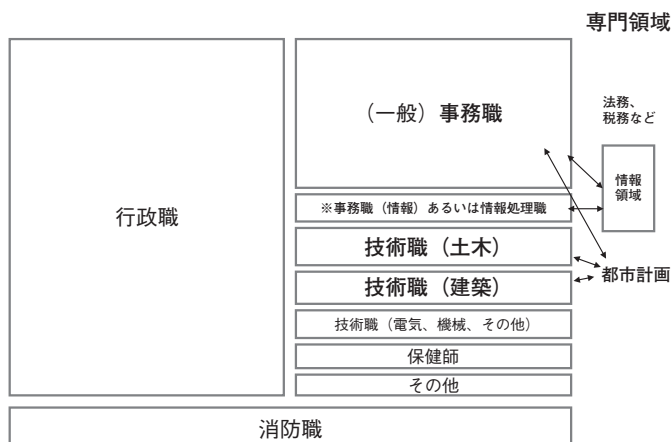 専門領域
（一般）事務職
法務、
税務など
情報
領域
※事務職（情報）あるいは情報処理職
行政職
技術職（土木）
都市計画
技術職（建築）
技術職（電気、機械、その他）
保健師
その他
消防職